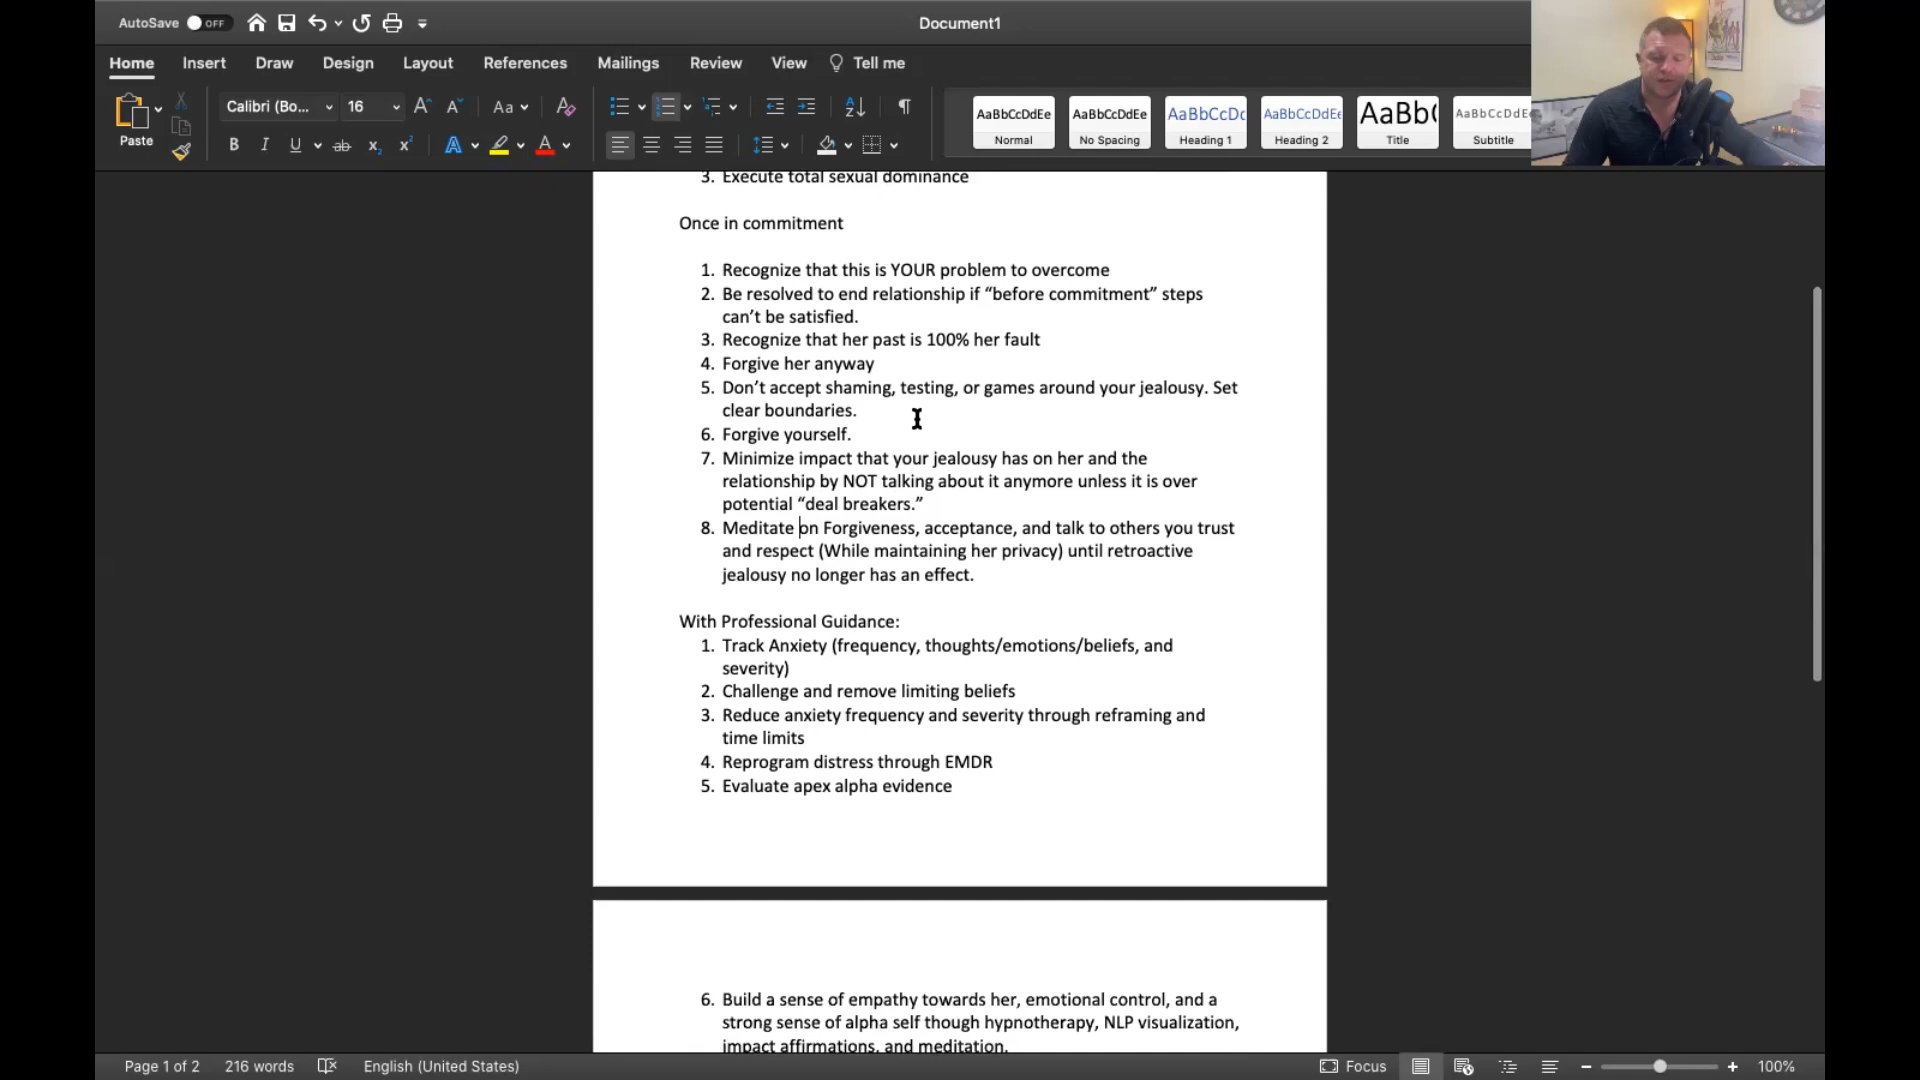 AutoSave OFF
Document1
Home Insert Draw Design Layout References Mailings Review View Tell me
Paste
Calibri (Bo... 16
AaBbCcDdEe
Normal
AaBbCcDdEe
No Spacing
AaBbCcDc
Heading 1
AaBbCcDdEe
Heading 2
AaBb(
Title
AaBbCcDdEe
Subtitle
3. Execute total sexual dominance
Once in commitment
1. Recognize that this is YOUR problem to overcome
2. Be resolved to end relationship if “before commitment” steps
can’t be satisfied.
3. Recognize that her past is 100% her fault
4. Forgive her anyway
5. Don’t accept shaming, testing, or games around your jealousy. Set
clear boundaries.
6. Forgive yourself.
7. Minimize impact that your jealousy has on her and the
relationship by NOT talking about it anymore unless it is over
potential “deal breakers.”
8. Meditate on Forgiveness, acceptance, and talk to others you trust
and respect (While maintaining her privacy) until retroactive
jealousy no longer has an effect.
With Professional Guidance:
1. Track Anxiety (frequency, thoughts/emotions/beliefs, and
severity)
2. Challenge and remove limiting beliefs
3. Reduce anxiety frequency and severity through reframing and
time limits
4. Reprogram distress through EMDR
5. Evaluate apex alpha evidence
6. Build a sense of empathy towards her, emotional control, and a
strong sense of alpha self though hypnotherapy, NLP visualization,
impact affirmations, and meditation.
Page 1 of 2 216 words English (United States) Focus 100%